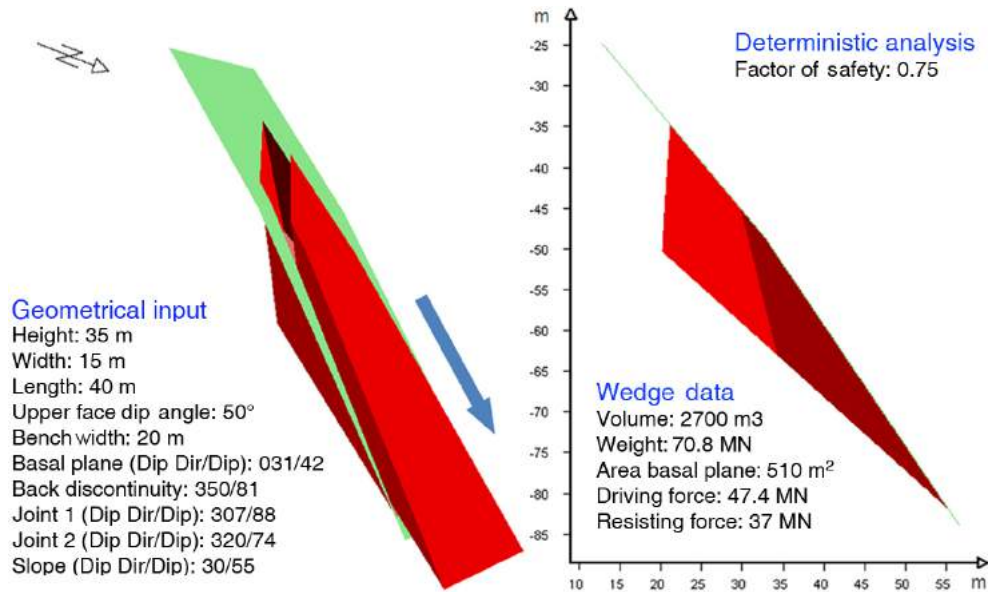 Geometrical input
Height: 35 m
Width: 15 m
Length: 40 m
Upper face dip angle: 50°
Bench width: 20 m
Basal plane (Dip Dir/Dip): 031/42
Back discontinuity: 350/81
Joint 1 (Dip Dir/Dip): 307/88
Joint 2 (Dip Dir/Dip): 320/74
Slope (Dip Dir/Dip): 30/55
m
-25
-30
-35
-40
-45
-50
-55
-60
-65
-70
-75
-80
-85
10 15 20 25 30 35 40 45 50 55 m
Deterministic analysis
Factor of safety: 0.75
Wedge data
Volume: 2700 m3
Weight: 70.8 MN
Area basal plane: 510 m²
Driving force: 47.4 MN
Resisting force: 37 MN